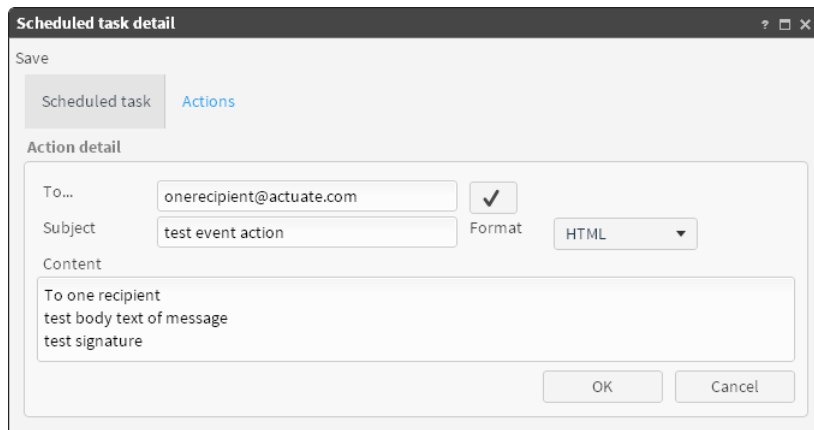 Scheduled task detail ?
Save
Scheduled task Actions
Action detail
To... onerecipient@actuate.com
Subject test event action Format HTML
Content
To one recipient
test body text of message
test signature
OK Cancel